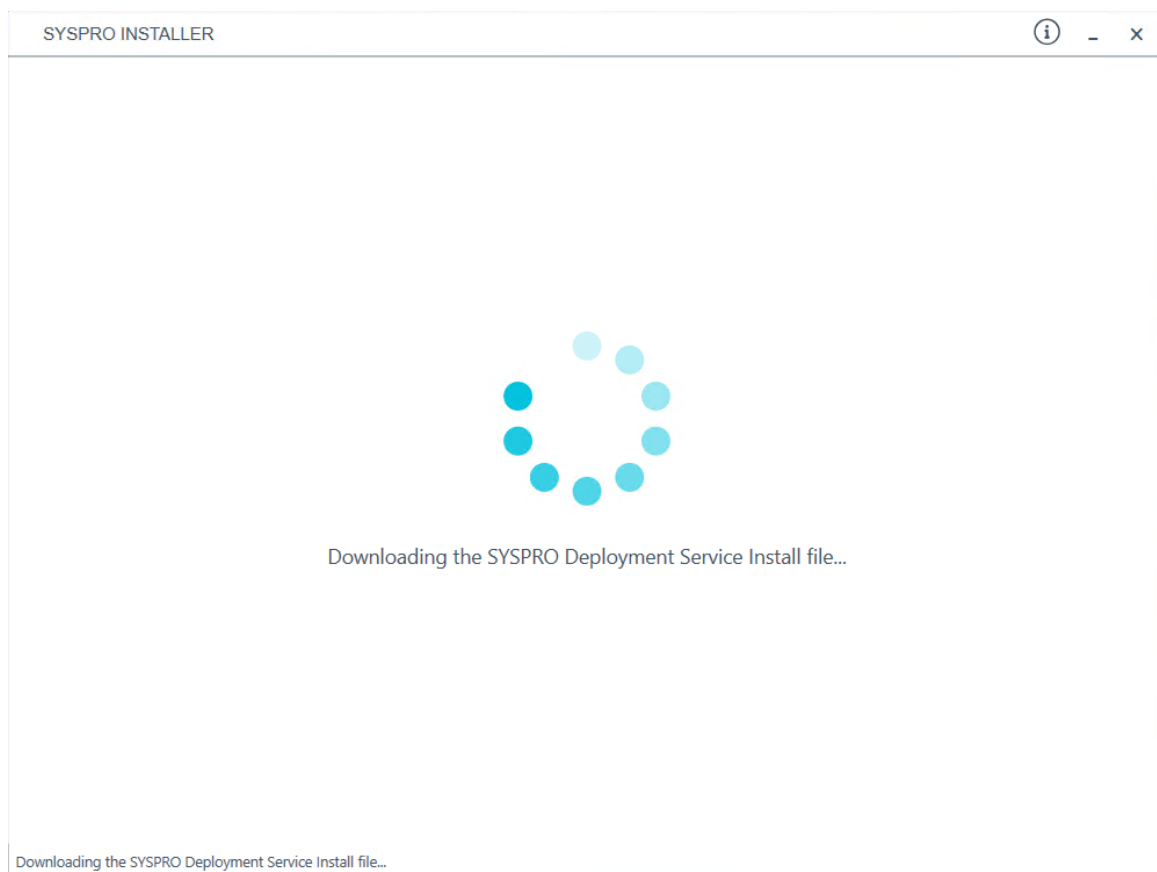 SYSPRO INSTALLER
Downloading the SYSPRO Deployment Service Install file...
Downloading the SYSPRO Deployment Service Install file...